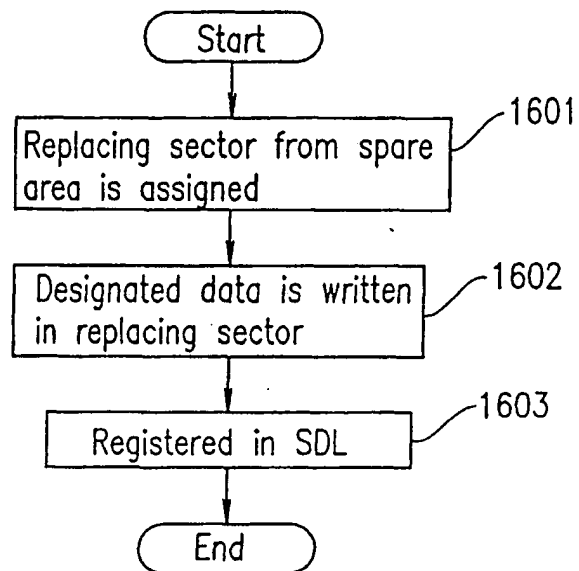 Start
1601
Replacing sector from spare
area is assigned
1602
Designated data is written
in replacing sector
1603
Registered in SDL
End